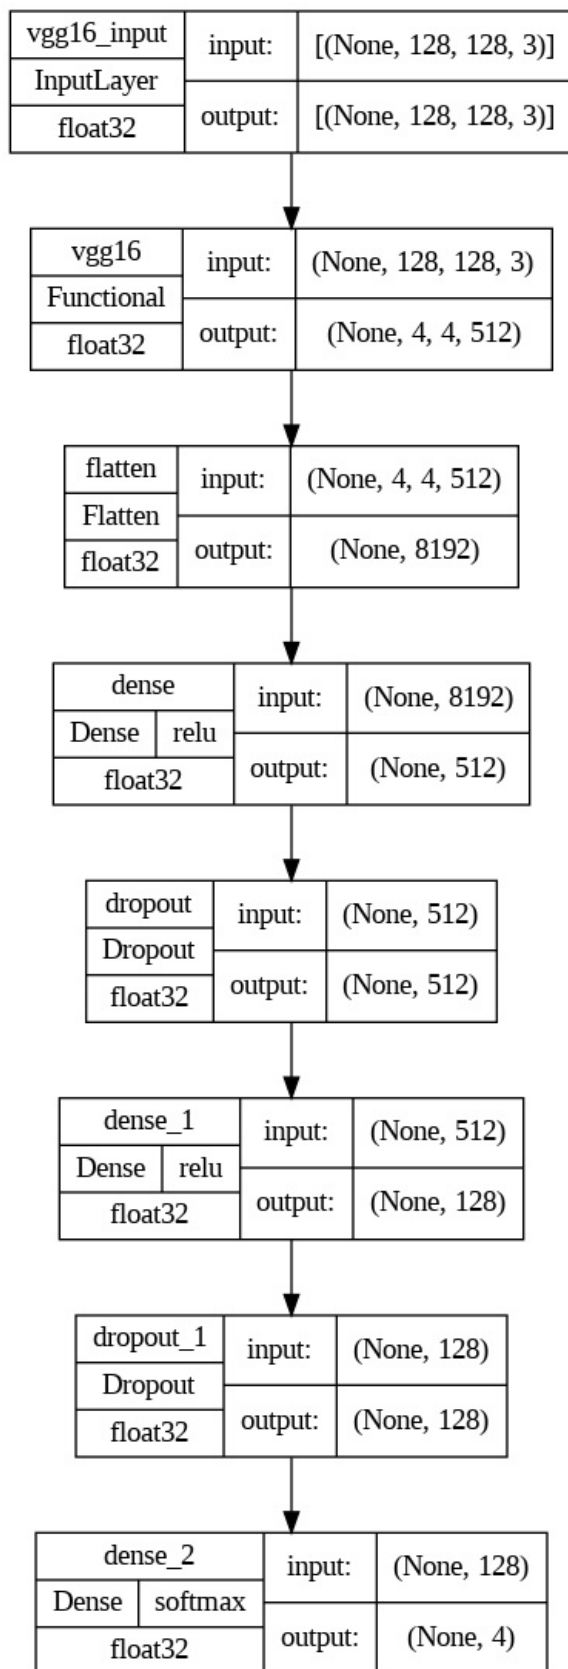 vgg16_input
InputLayer
float32
input:
[(None, 128, 128, 3)]
output:
[(None, 128, 128, 3)]
vgg16
Functional
float32
input:
(None, 128, 128, 3)
output:
(None, 4, 4, 512)
flatten
Flatten
float32
input:
(None, 4, 4, 512)
output:
(None, 8192)
dense
Dense relu
float32
input:
(None, 8192)
output:
(None, 512)
dropout
Dropout
float32
input:
(None, 512)
output:
(None, 512)
dense_1
Dense relu
float32
input:
(None, 512)
output:
(None, 128)
dropout_1
Dropout
float32
input:
(None, 128)
output:
(None, 128)
dense_2
Dense softmax
float32
input:
(None, 128)
output:
(None, 4)